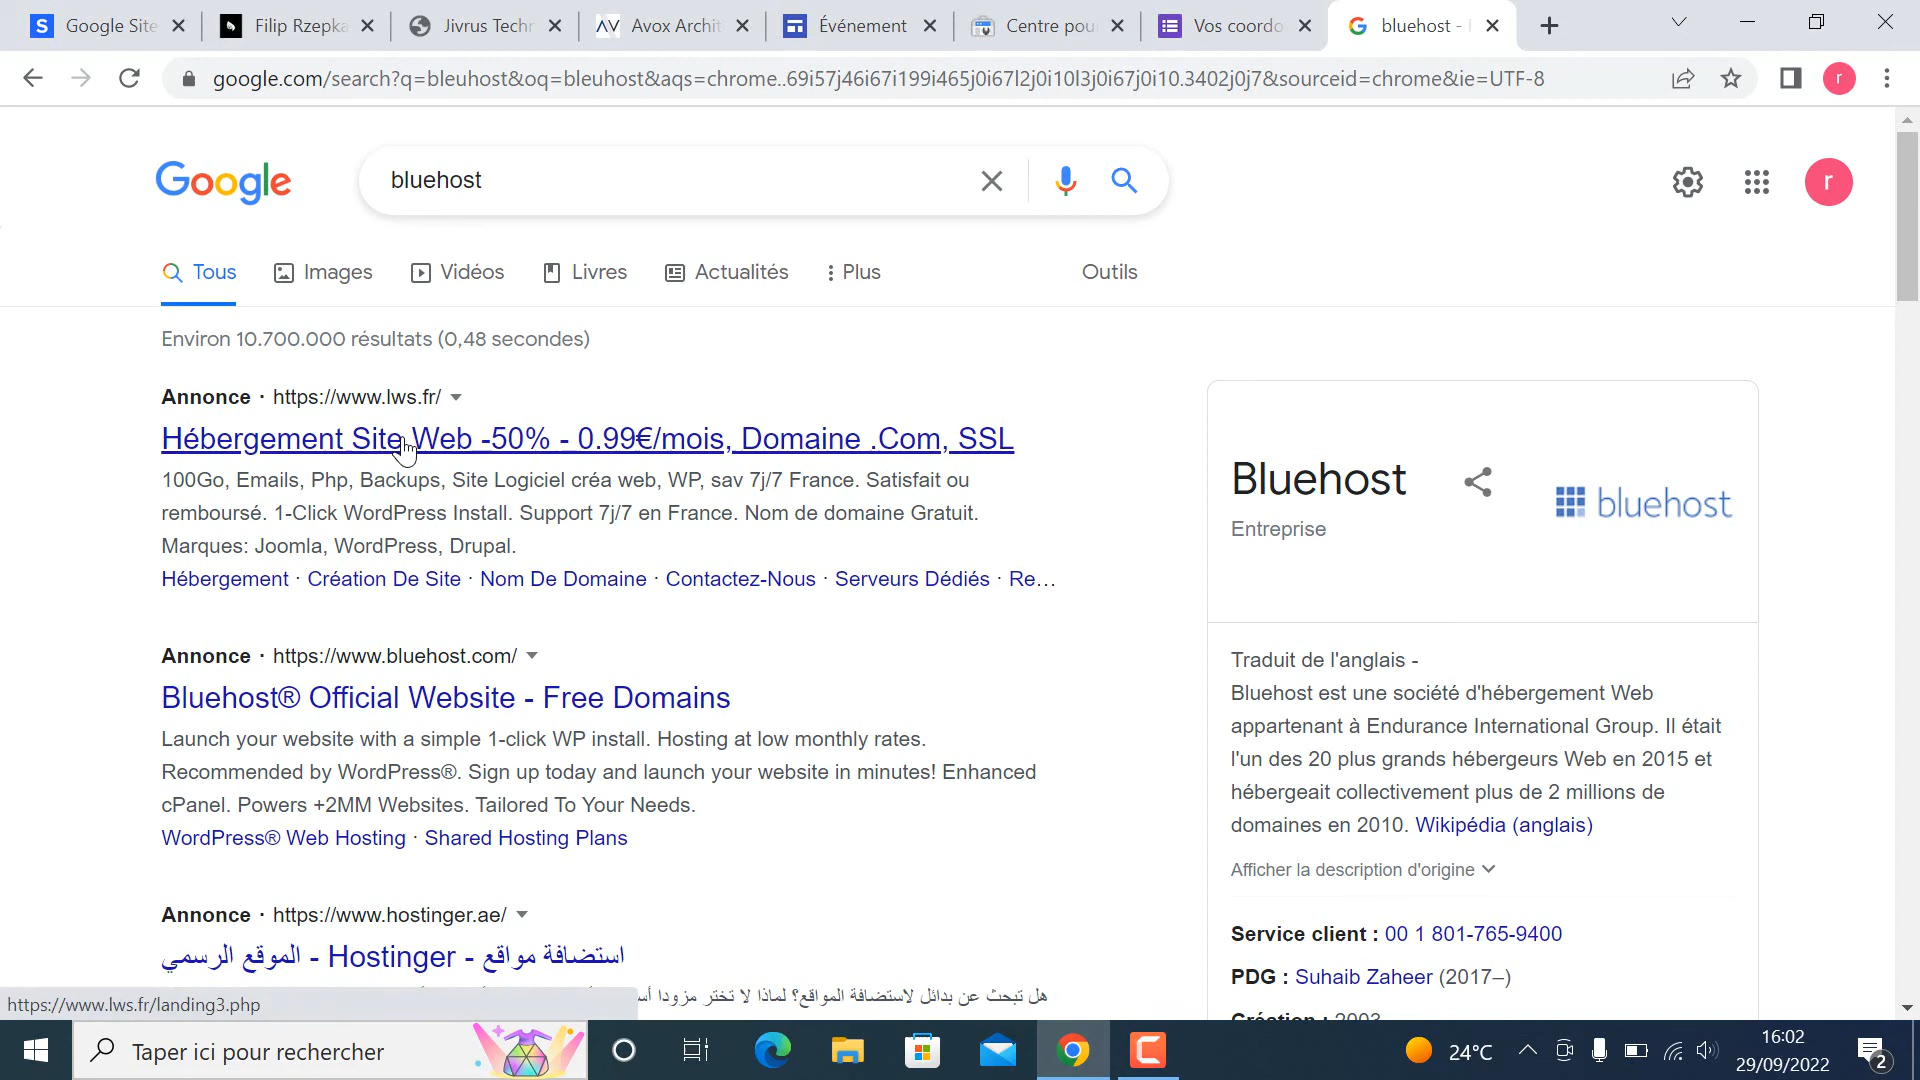 Google Site
Filip Rzepka
Jivrus Techn
Avox Archit
Événement
Centre pou
Vos coordo
bluehost -
google.com/search?q=bleuhost&oq=bleuhost&aqs=chrome..69i57j46i67i199i465j0i67l2j0i10l3j0i67j0i10.3402j0j7&sourceid=chrome&ie=UTF-8
r
Google
bluehost
r
Tous
Images
Vidéos
Livres
Actualités
Plus
Outils
Environ 10.700.000 résultats (0,48 secondes)
Annonce · https://www.lws.fr/
Hébergement Site Web -50% - 0.99€/mois, Domaine .Com, SSL
100Go, Emails, Php, Backups, Site Logiciel créa web, WP, sav 7j/7 France. Satisfait ou
remboursé. 1-Click WordPress Install. Support 7j/7 en France. Nom de domaine Gratuit.
Marques: Joomla, WordPress, Drupal.
Hébergement · Création De Site · Nom De Domaine · Contactez-Nous · Serveurs Dédiés · Re…
Annonce · https://www.bluehost.com/
Bluehost® Official Website - Free Domains
Launch your website with a simple 1-click WP install. Hosting at low monthly rates.
Recommended by WordPress®. Sign up today and launch your website in minutes! Enhanced
cPanel. Powers +2MM Websites. Tailored To Your Needs.
WordPress® Web Hosting · Shared Hosting Plans
Annonce · https://www.hostinger.ae/
استضافة مواقع - Hostinger - الموقع الرسمي
هل تبحث عن بدائل لاستضافة المواقع؟ لماذا لا تختر مزودا
https://www.lws.fr/landing3.php
Bluehost
Entreprise
bluehost
Traduit de l'anglais -
Bluehost est une société d'hébergement Web
appartenant à Endurance International Group. Il était
l'un des 20 plus grands hébergeurs Web en 2015 et
hébergeait collectivement plus de 2 millions de
domaines en 2010. Wikipédia (anglais)
Afficher la description d'origine
Service client : 00 1 801-765-9400
PDG : Suhaib Zaheer (2017–)
Création : 2003
Taper ici pour rechercher
24°C
16:02
29/09/2022
2